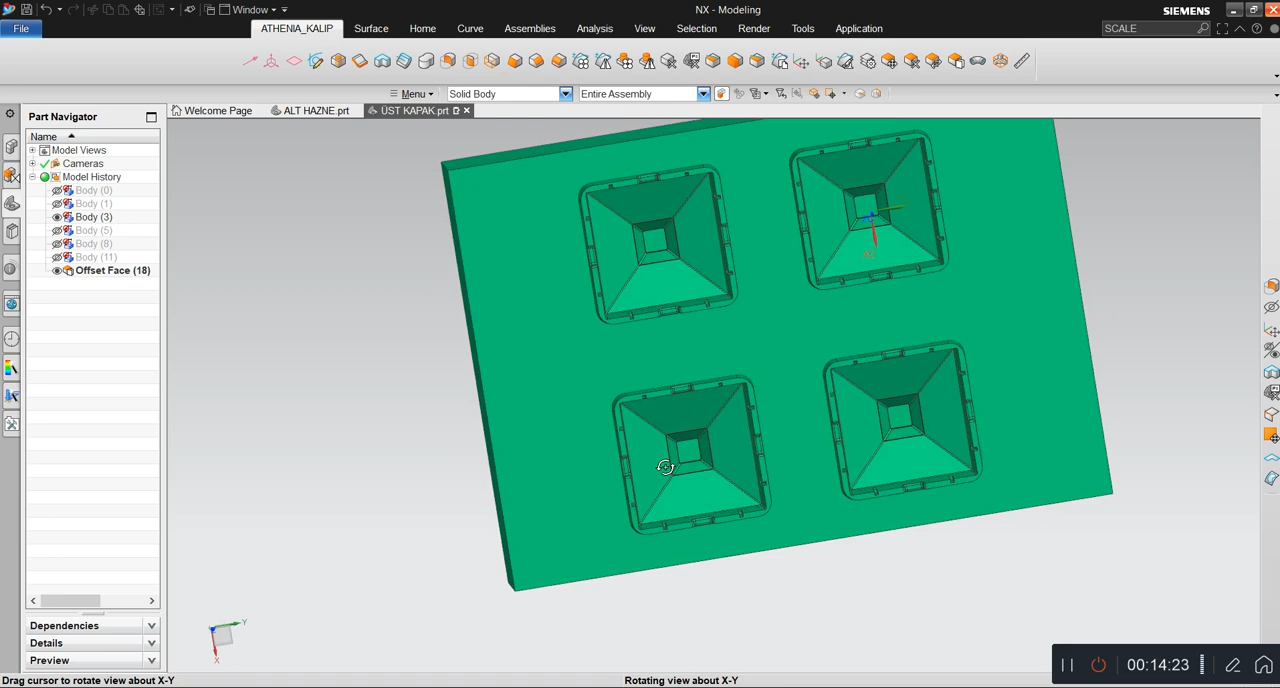 Window
NX - Modeling
SIEMENS
File
ATHENIA_KALIP
Surface
Home
Curve
Assemblies
Analysis
View
Selection
Render
Tools
Application
SCALE
Menu
Solid Body
Entire Assembly
Part Navigator
Welcome Page
ALT HAZNE.prt
ÜST KAPAK.prt
Name
Model Views
Cameras
Model History
Body (0)
Body (1)
Body (3)
Body (5)
Body (8)
Body (11)
Offset Face (18)
Dependencies
Details
Preview
Y
X
00:14:23
Drag cursor to rotate view about X-Y
Rotating view about X-Y